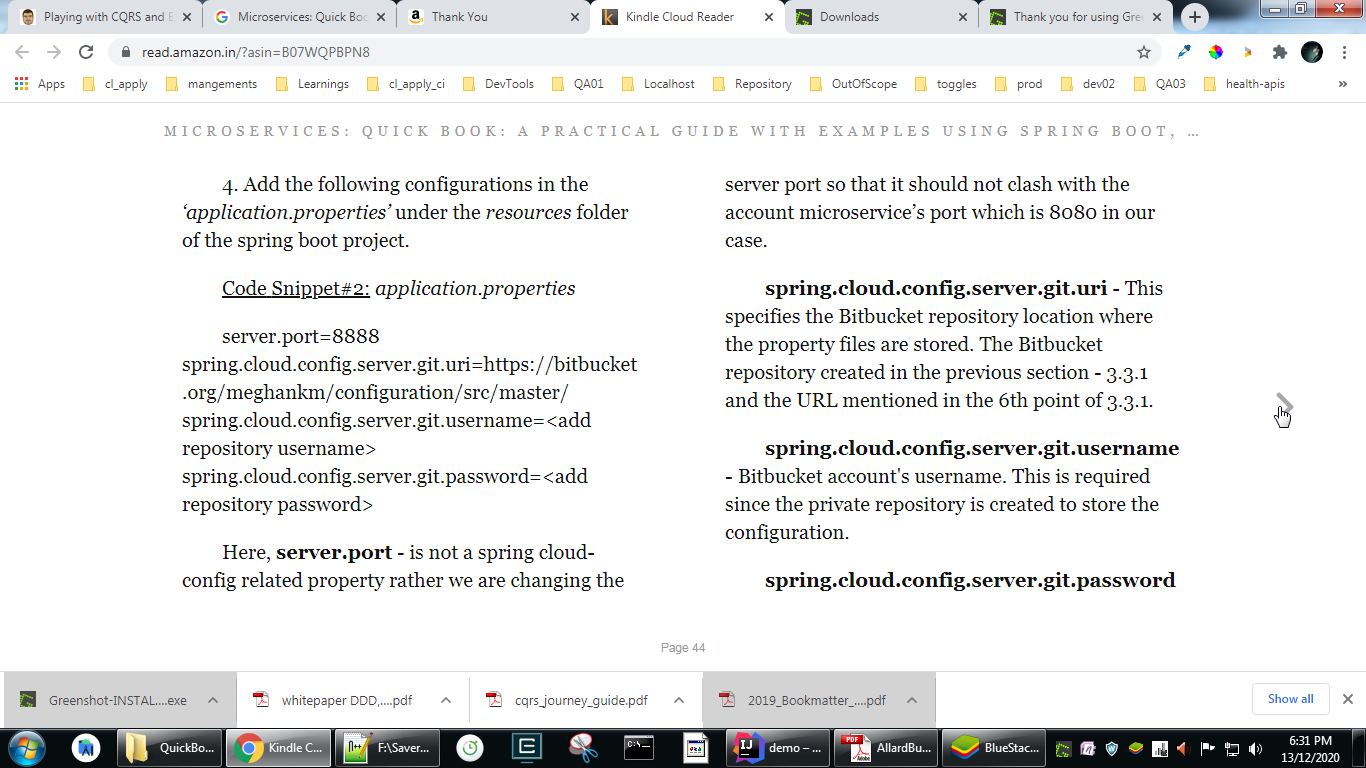 Playing with CQRS and E
Microservices: Quick Boo
Thank You
Kindle Cloud Reader
Downloads
Thank you for using Gre
read.amazon.in/?asin=B07WQPBPN8
Apps
cl_apply
mangements
Learnings
cl_apply_ci
DevTools
QA01
Localhost
Repository
OutOfScope
toggles
prod
dev02
QA03
health-apis
»
MICROSERVICES: QUICK BOOK: A PRACTICAL GUIDE WITH EXAMPLES USING SPRING BOOT, …
4. Add the following configurations in the
‘application.properties’ under the resources folder
of the spring boot project.
Code Snippet#2: application.properties
server.port=8888
spring.cloud.config.server.git.uri=https://bitbucket
.org/meghankm/configuration/src/master/
spring.cloud.config.server.git.username=<add
repository username>
spring.cloud.config.server.git.password=<add
repository password>
Here, server.port - is not a spring cloud-
config related property rather we are changing the
server port so that it should not clash with the
account microservice’s port which is 8080 in our
case.
spring.cloud.config.server.git.uri - This
specifies the Bitbucket repository location where
the property files are stored. The Bitbucket
repository created in the previous section - 3.3.1
and the URL mentioned in the 6th point of 3.3.1.
spring.cloud.config.server.git.username
- Bitbucket account's username. This is required
since the private repository is created to store the
configuration.
spring.cloud.config.server.git.password
Page 44
Greenshot-INSTAL....exe
whitepaper DDD,....pdf
cqrs_journey_guide.pdf
2019_Bookmatter_....pdf
Show all
QuickBo...
Kindle C...
F:\Saver...
demo – ...
AllardBu...
BlueStac...
6:31 PM
13/12/2020